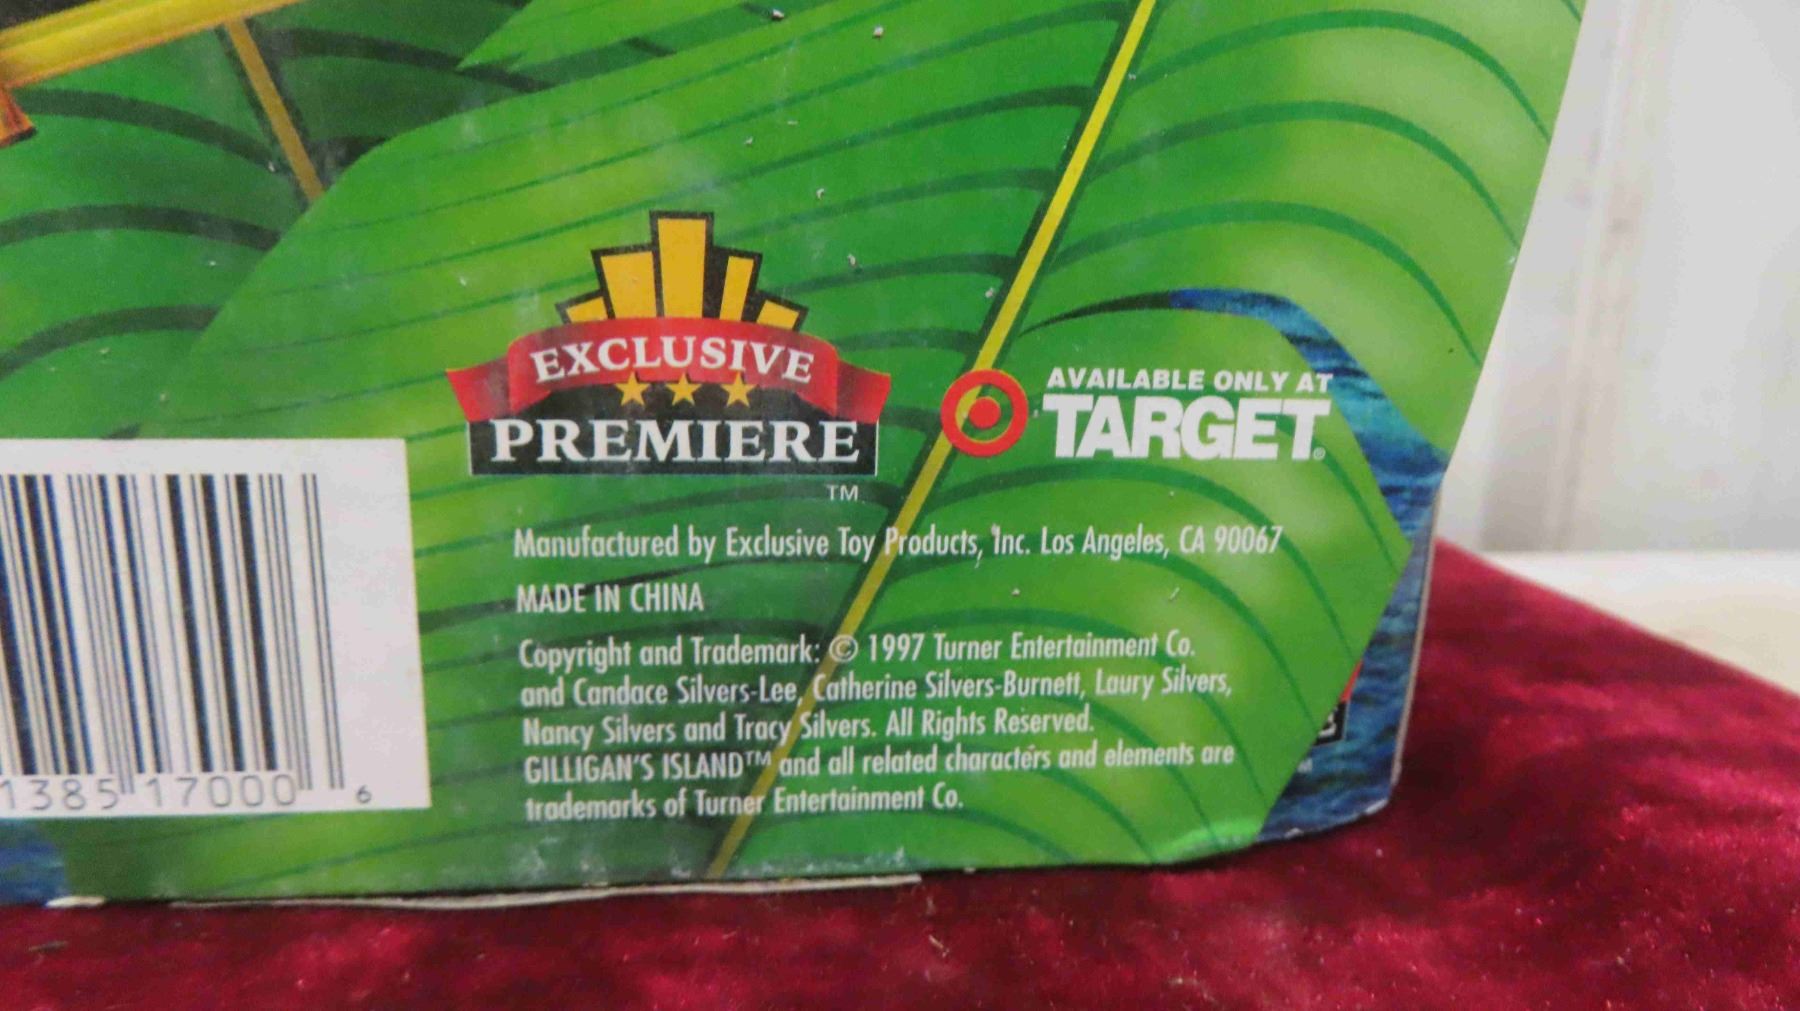 EXCLUSIVE
PREMIERE
TM
AVAILABLE ONLY AT
TARGET®
Manufactured by Exclusive Toy Products, Inc. Los Angeles, CA 90067
MADE IN CHINA
Copyright and Trademark: © 1997 Turner Entertainment Co.
and Candace Silvers-Lee, Catherine Silvers-Burnett, Laury Silvers,
Nancy Silvers and Tracy Silvers. All Rights Reserved.
GILLIGAN'S ISLAND™ and all related characters and elements are
trademarks of Turner Entertainment Co.
1385 17000 6